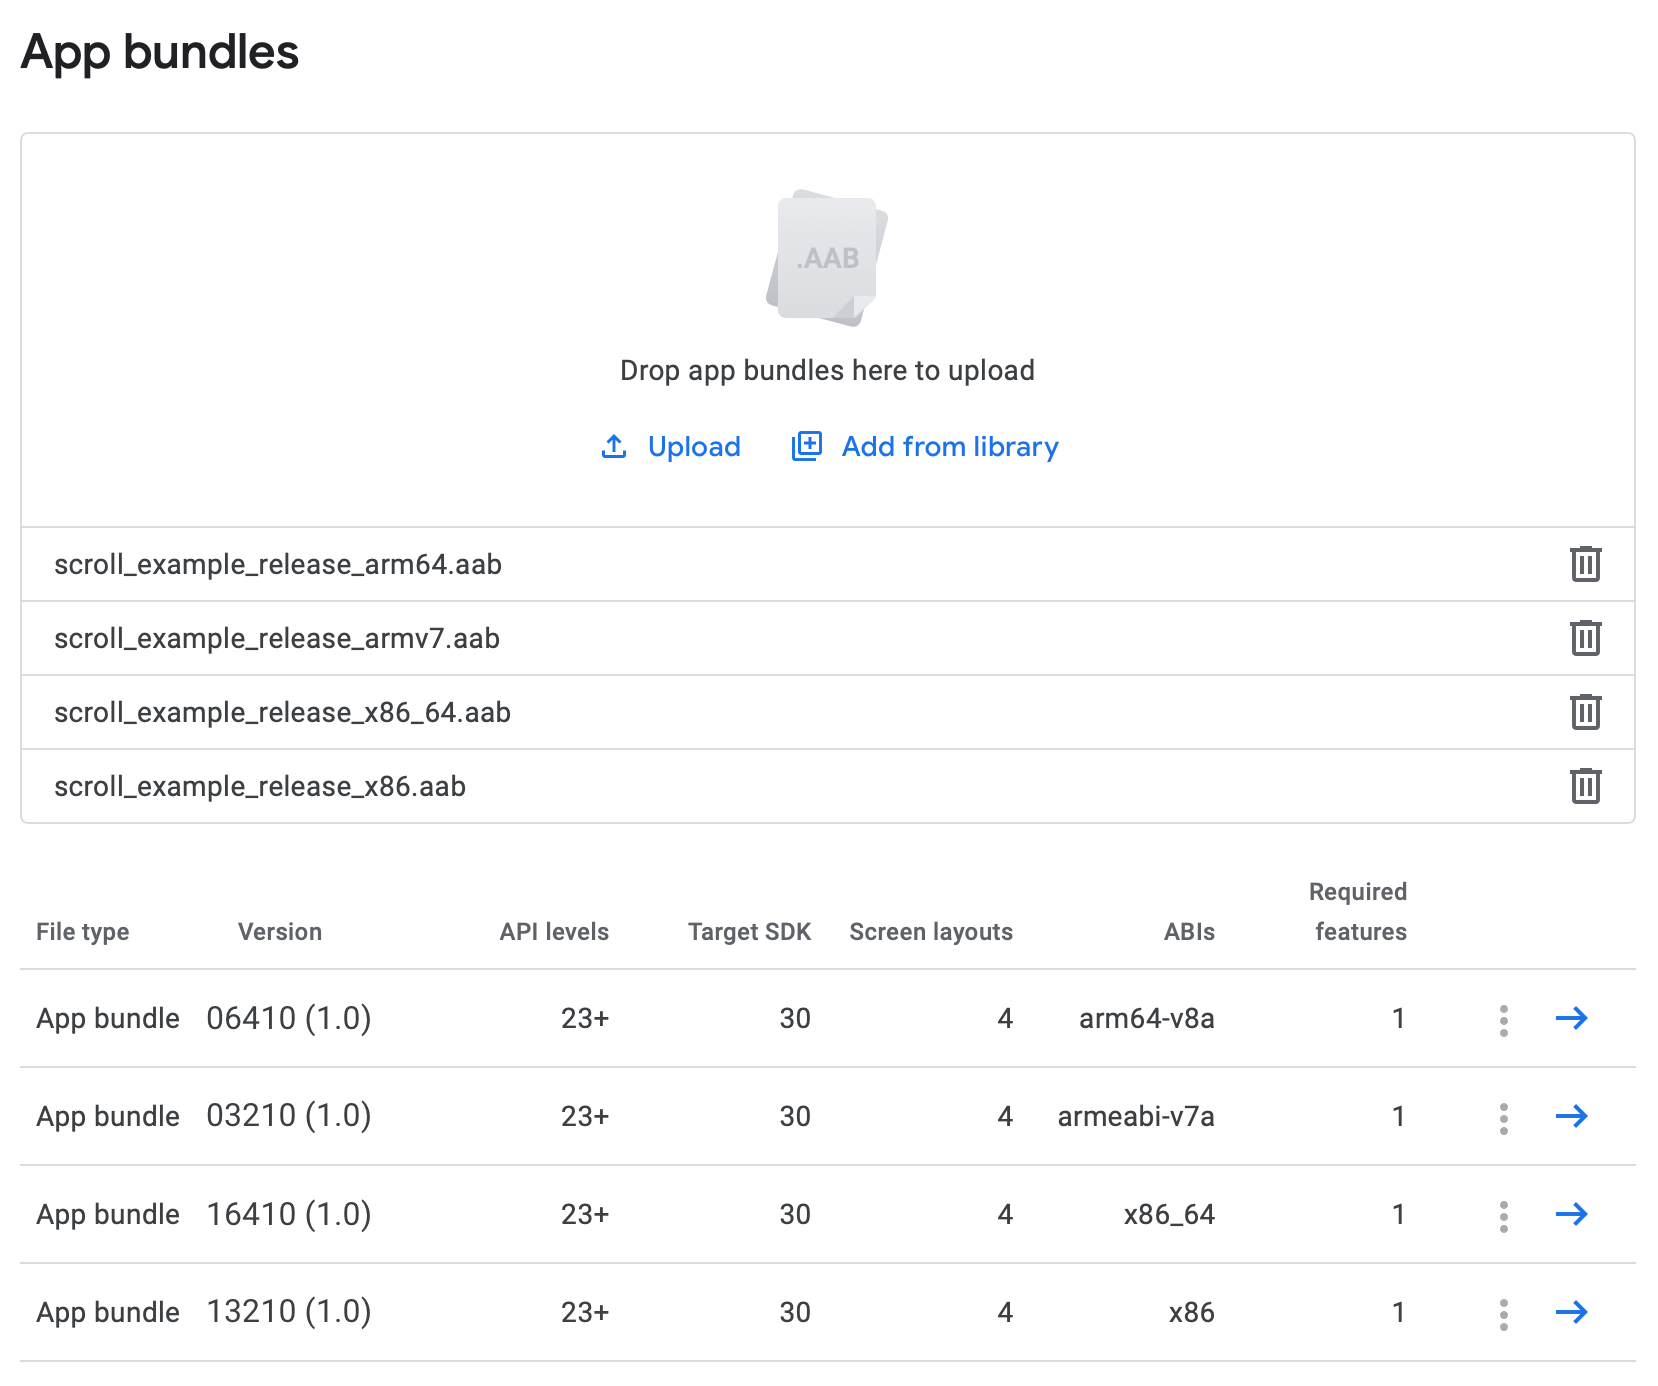 App bundles
.AAB
Drop app bundles here to upload
Upload Add from library
scroll_example_release_arm64.aab
scroll_example_release_armv7.aab
scroll_example_release_x86_64.aab
scroll_example_release_x86.aab
File type Version API levels Target SDK Screen layouts ABIs Required features
App bundle 06410 (1.0) 23+ 30 4 arm64-v8a 1
App bundle 03210 (1.0) 23+ 30 4 armeabi-v7a 1
App bundle 16410 (1.0) 23+ 30 4 x86_64 1
App bundle 13210 (1.0) 23+ 30 4 x86 1